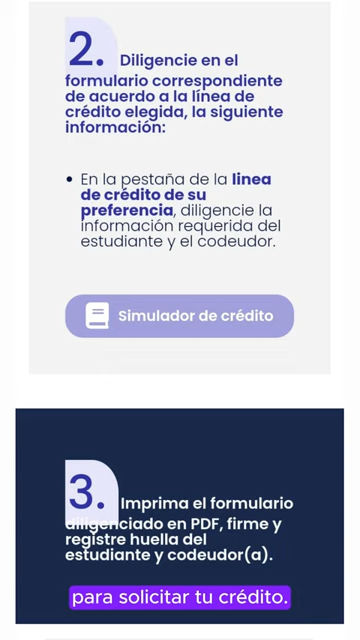 2. Diligencie en el
formulario correspondiente
de acuerdo a la línea de
crédito elegida, la siguiente
información:
• En la pestaña de la linea
de crédito de su
preferencia, diligencie la
información requerida del
estudiante y el codeudor.
Simulador de crédito
3. Imprima el formulario
diligenciado en PDF, firme y
registre huella del
estudiante y codeudor(a).
para solicitar tu crédito.